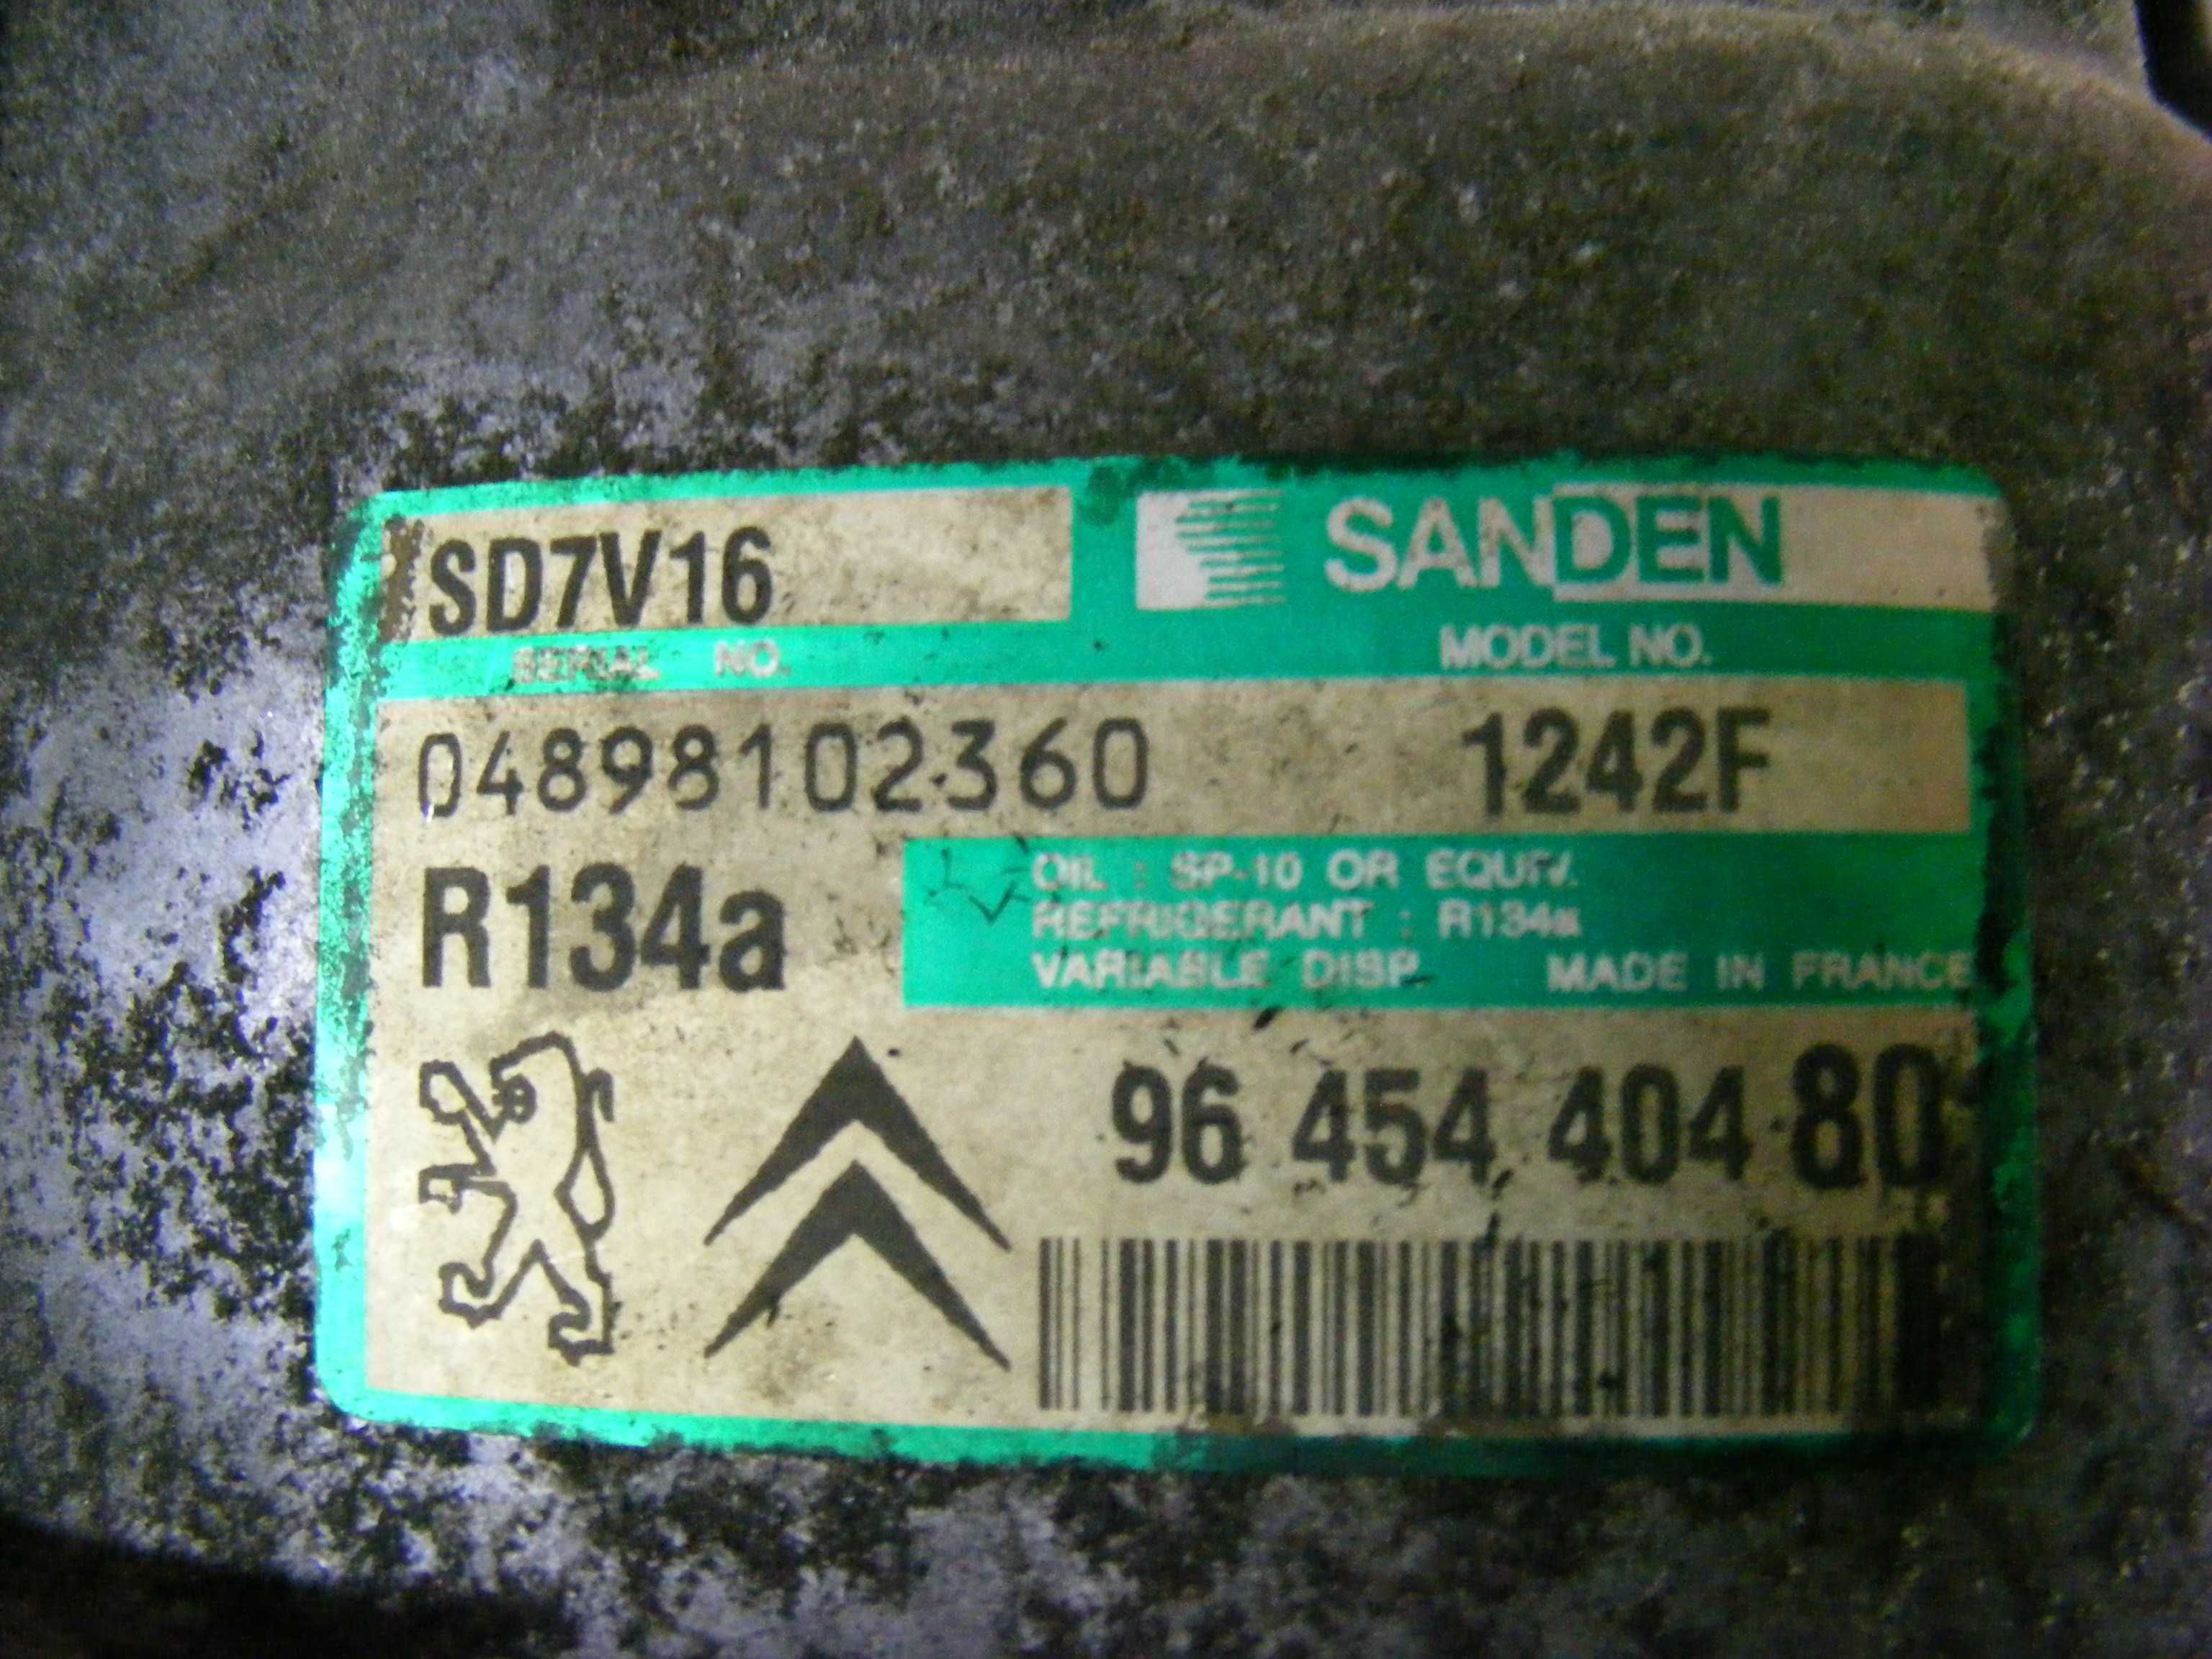 SD7V16 SANDEN
SERIAL NO. MODEL NO.
04898102360 1242F
R134a
OIL : SP-10 OR EQUIV.
REFRIGERANT : R134a
VARIABLE DISP. MADE IN FRANCE
96 454 404 80